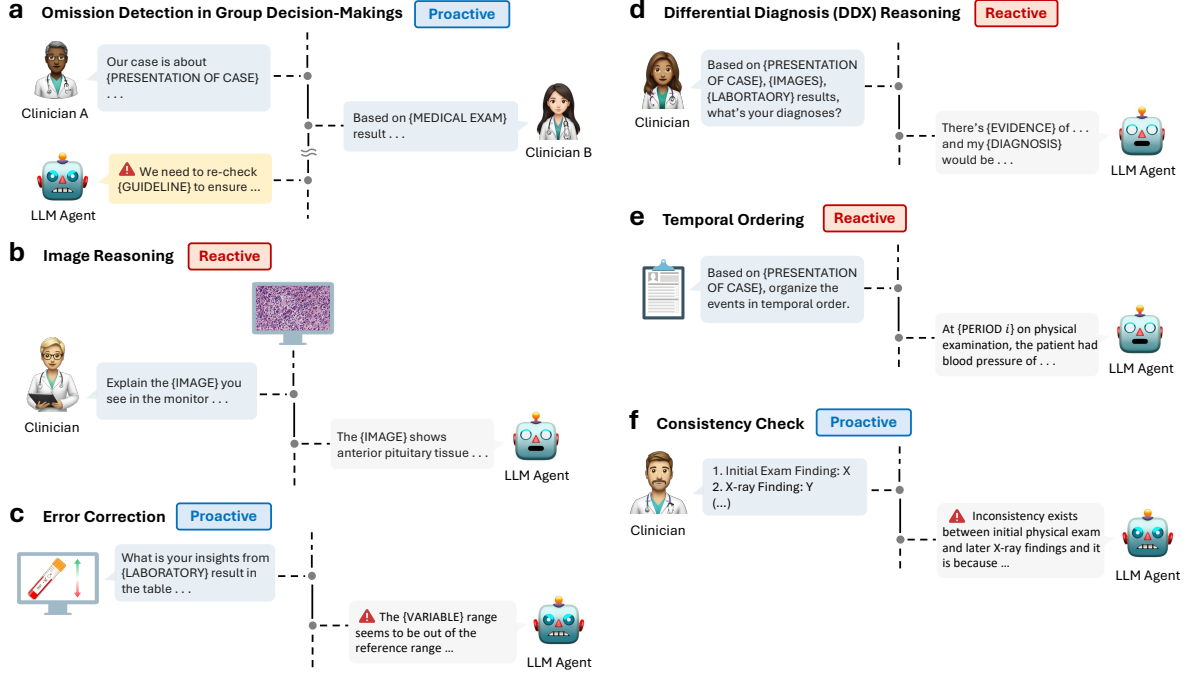 a Omission Detection in Group Decision-Makings Proactive
Our case is about
{PRESENTATION OF CASE}
. . .
Clinician A
Based on {MEDICAL EXAM}
result . . .
Clinician B
We need to re-check
{GUIDELINE} to ensure ...
LLM Agent
b Image Reasoning Reactive
Explain the {IMAGE} you
see in the monitor . . .
Clinician
The {IMAGE} shows
anterior pituitary tissue . . .
LLM Agent
c Error Correction Proactive
What is your insights from
{LABORATORY} result in
the table . . .
The {VARIABLE} range
seems to be out of the
reference range ...
LLM Agent
d Differential Diagnosis (DDX) Reasoning Reactive
Based on {PRESENTATION
OF CASE}, {IMAGES},
{LABORTAORY} results,
what's your diagnoses?
Clinician
There's {EVIDENCE} of . . .
and my {DIAGNOSIS}
would be . . .
LLM Agent
e Temporal Ordering Reactive
Based on {PRESENTATION
OF CASE}, organize the
events in temporal order.
At {PERIOD i} on physical
examination, the patient had
blood pressure of . . .
LLM Agent
f Consistency Check Proactive
1. Initial Exam Finding: X
2. X-ray Finding: Y
(...)
Clinician
Inconsistency exists
between initial physical exam
and later X-ray findings and it
is because ...
LLM Agent